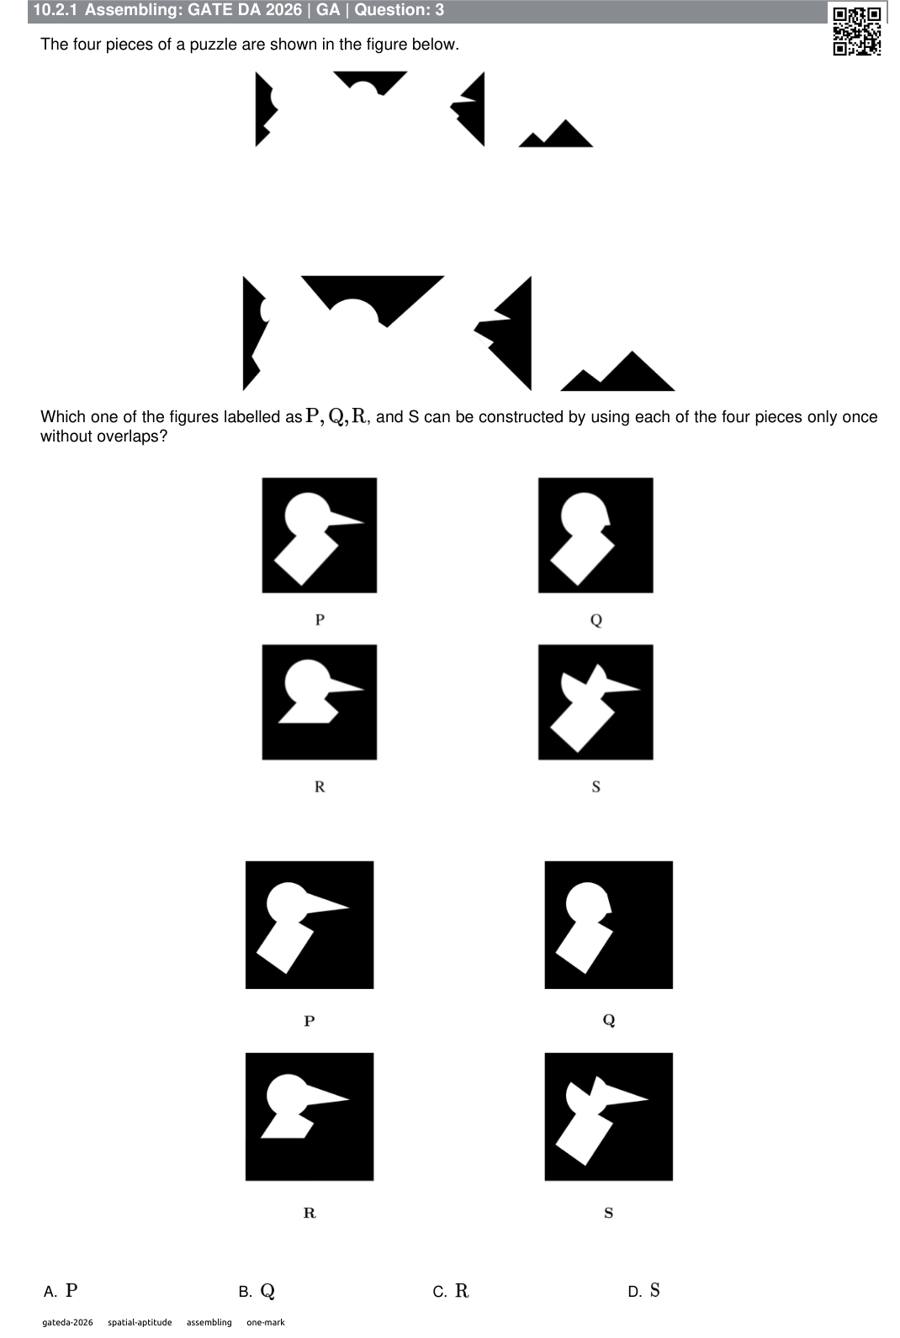 10.2.1 Assembling: GATE DA 2026 | GA | Question: 3
The four pieces of a puzzle are shown in the figure below.
Which one of the figures labelled as P, Q, R, and S can be constructed by using each of the four pieces only once
without overlaps?
P
Q
R
S
P
Q
R
S
A. P
B. Q
C. R
D. S
gateda-2026 spatial-aptitude assembling one-mark